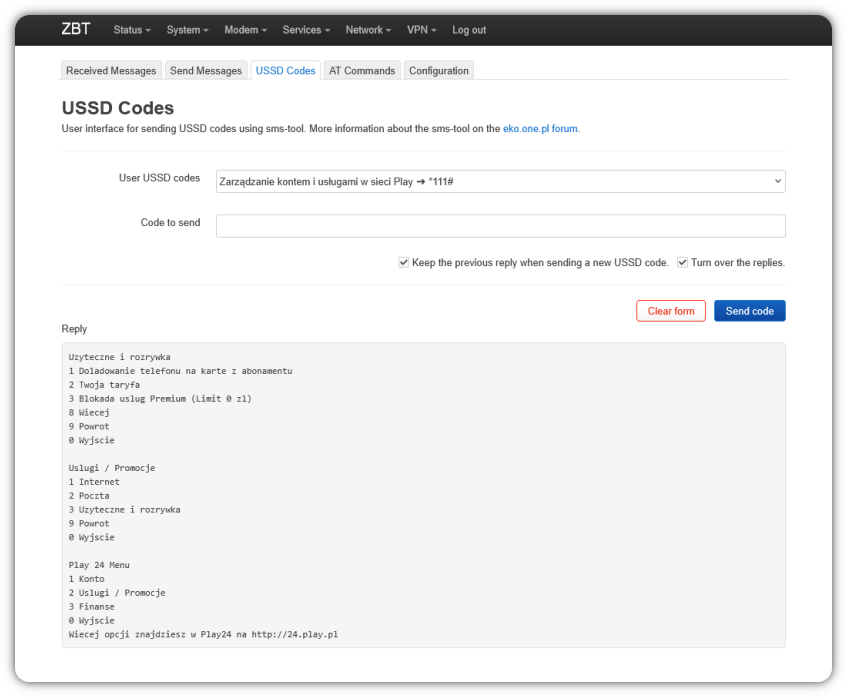 ZBT Status System Modem Services Network VPN Log out
Received Messages Send Messages USSD Codes AT Commands Configuration
USSD Codes
User interface for sending USSD codes using sms-tool. More information about the sms-tool on the eko.one.pl forum.
User USSD codes Zarządzanie kontem i usługami w sieci Play ➔ *111#
Code to send
Keep the previous reply when sending a new USSD code. Turn over the replies.
Clear form Send code
Reply
Uzyteczne i rozrywka
1 Doladowanie telefonu na karte z abonamentu
2 Twoja taryfa
3 Blokada uslug Premium (Limit 0 zl)
8 Wiecej
9 Powrot
0 Wyjscie
Uslugi / Promocje
1 Internet
2 Poczta
3 Uzyteczne i rozrywka
9 Powrot
0 Wyjscie
Play 24 Menu
1 Konto
2 Uslugi / Promocje
3 Finanse
0 Wyjscie
Wiecej opcji znajdziesz w Play24 na http://24.play.pl